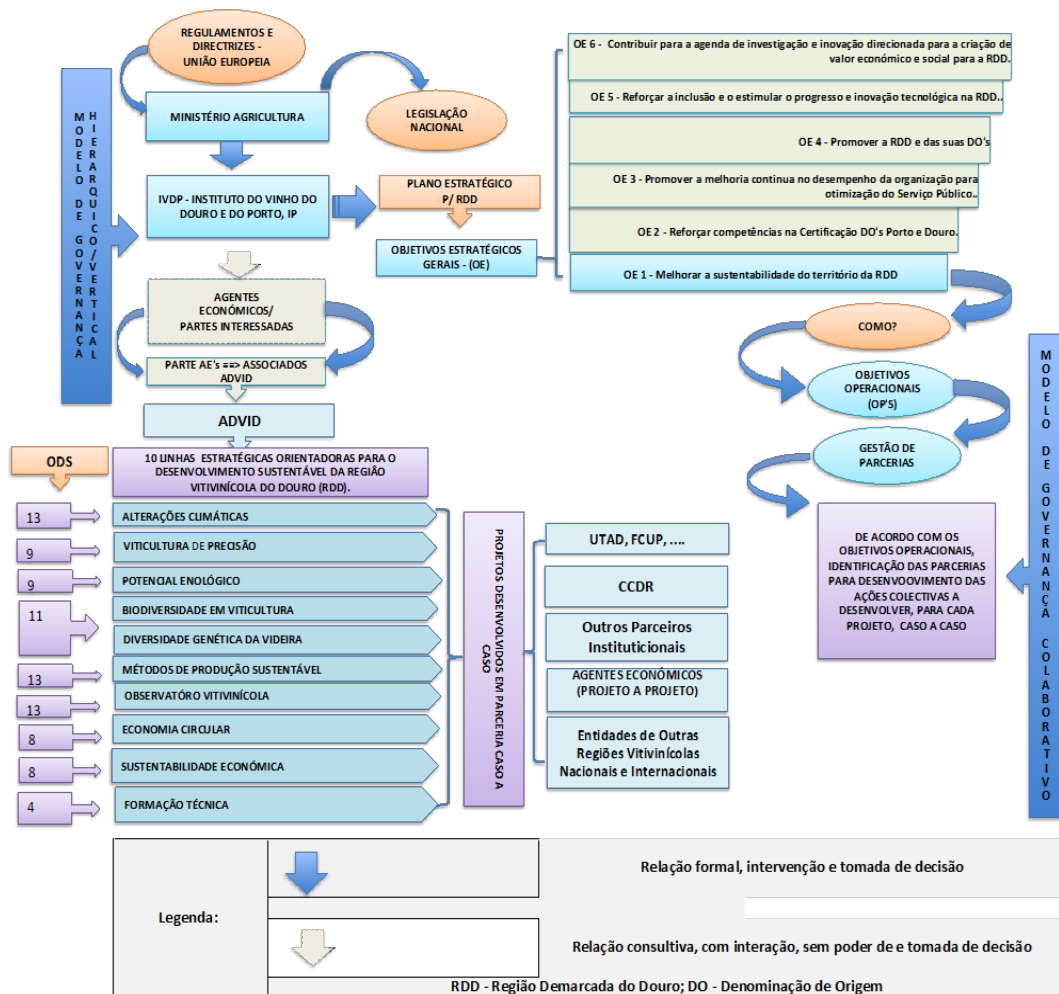 REGULAMENTOS E
DIRECTRIZES -
UNIÃO EUROPEIA
MINISTÉRIO AGRICULTURA
LEGISLAÇÃO
NACIONAL
MODELO DE GOVERNANÇA
HIERARQUICO/VERTICAL
IVDP - INSTITUTO DO VINHO DO
DOURO E DO PORTO, IP
PLANO ESTRATÉGICO
P/ RDD
OBJETIVOS ESTRATÉGICOS
GERAIS - (OE)
OE 6 - Contribuir para a agenda de investigação e inovação direcionada para a criação de
valor económico e social para a RDD.
OE 5 - Reforçar a inclusão e o estimular o progresso e inovação tecnológica na RDD..
OE 4 - Promover a RDD e das suas DO's
OE 3 - Promover a melhoria continua no desempenho da organização para
otimização do Serviço Público..
OE 2 - Reforçar competências na Certificação DO's Porto e Douro.
OE 1 - Melhorar a sustentabilidade do território da RDD
AGENTES
ECONÓMICOS/
PARTES INTERESSADAS
PARTE AE's ==> ASSOCIADOS
ADVID
ADVID
COMO?
OBJETIVOS
OPERACIONAIS
(OP'S)
GESTÃO DE
PARCERIAS
DE ACORDO COM OS
OBJETIVOS OPERACIONAIS,
IDENTIFICAÇÃO DAS PARCERIAS
PARA DESENVOOVIMENTO DAS
AÇÕES COLECTIVAS A
DESENVOLVER, PARA CADA
PROJETO, CASO A CASO
MODELO DE GOVERNANÇA COLABORATIVO
ODS
10 LINHAS ESTRATÉGICAS ORIENTADORAS PARA O
DESENVOLVIMENTO SUSTENTÁVEL DA REGIÃO
VITIVINÍCOLA DO DOURO (RDD).
13
ALTERAÇÕES CLIMÁTICAS
9
VITICULTURA DE PRECISÃO
9
POTENCIAL ENOLÓGICO
11
BIODIVERSIDADE EM VITICULTURA
DIVERSIDADE GENÉTICA DA VIDEIRA
13
MÉTODOS DE PRODUÇÃO SUSTENTÁVEL
13
OBSERVATÓRO VITIVINÍCOLA
8
ECONOMIA CIRCULAR
8
SUSTENTABILIDADE ECONÓMICA
4
FORMAÇÃO TÉCNICA
PROJETOS DESENVOLVIDOS EM PARCERIA CASO A
CASO
UTAD, FCUP, ....
CCDR
Outros Parceiros
Instituticionais
AGENTES ECONÓMICOS
(PROJETO A PROJETO)
Entidades de Outras
Regiões Vitivinícolas
Nacionais e Internacionais
Legenda:
Relação formal, intervenção e tomada de decisão
Relação consultiva, com interação, sem poder de e tomada de decisão
RDD - Região Demarcada do Douro; DO - Denominação de Origem